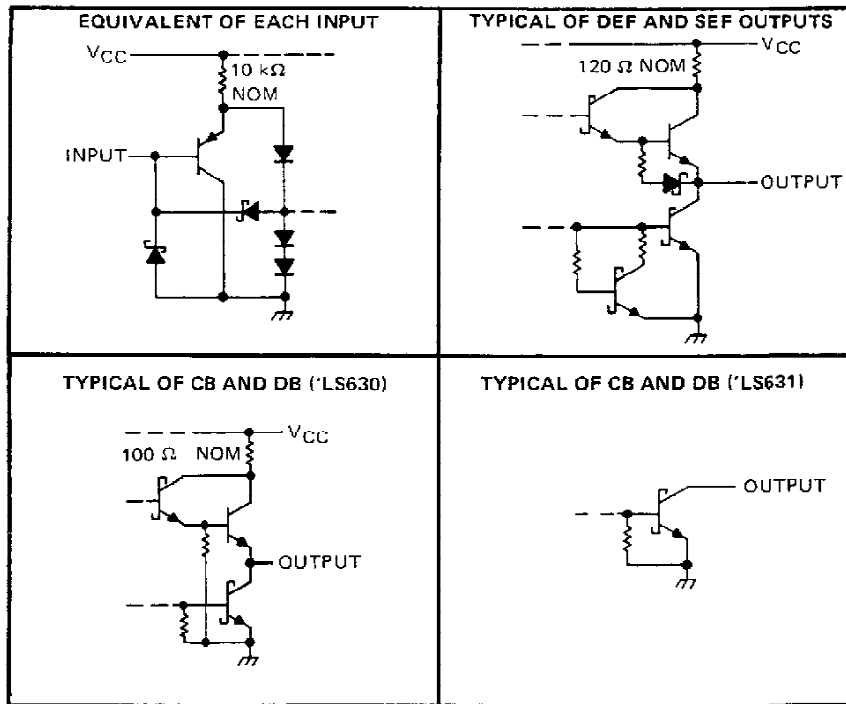 EQUIVALENT OF EACH INPUT
VCC
10 kΩ
NOM
INPUT
TYPICAL OF DEF AND SEF OUTPUTS
VCC
120 Ω NOM
OUTPUT
TYPICAL OF CB AND DB ('LS630)
VCC
100 Ω NOM
OUTPUT
TYPICAL OF CB AND DB ('LS631)
OUTPUT